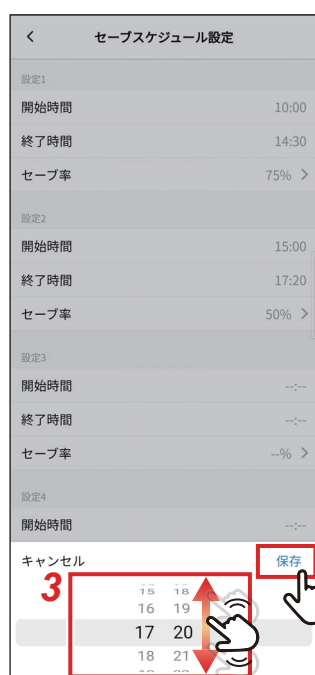 < セーブスケジュール設定
設定1
開始時間 10:00
終了時間 14:30
セーブ率 75% >
設定2
開始時間 15:00
終了時間 17:20
セーブ率 50% >
設定3
開始時間 --:--
終了時間 --:--
セーブ率 --% >
設定4
開始時間 --:--
キャンセル 保存
3
15 18
16 19
17 20
18 21